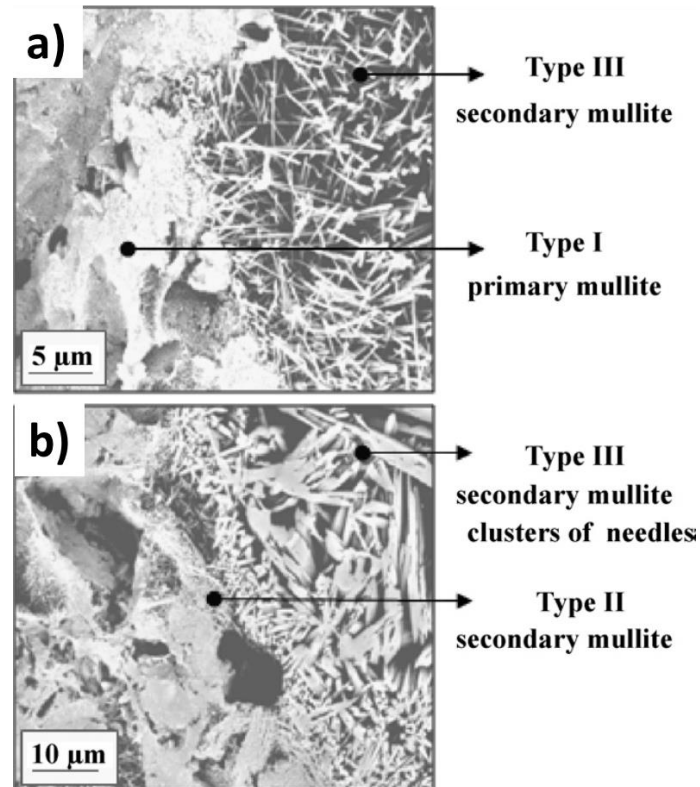 a)
Type III
secondary mullite
Type I
primary mullite
5 µm
b)
Type III
secondary mullite
clusters of needles
Type II
secondary mullite
10 µm